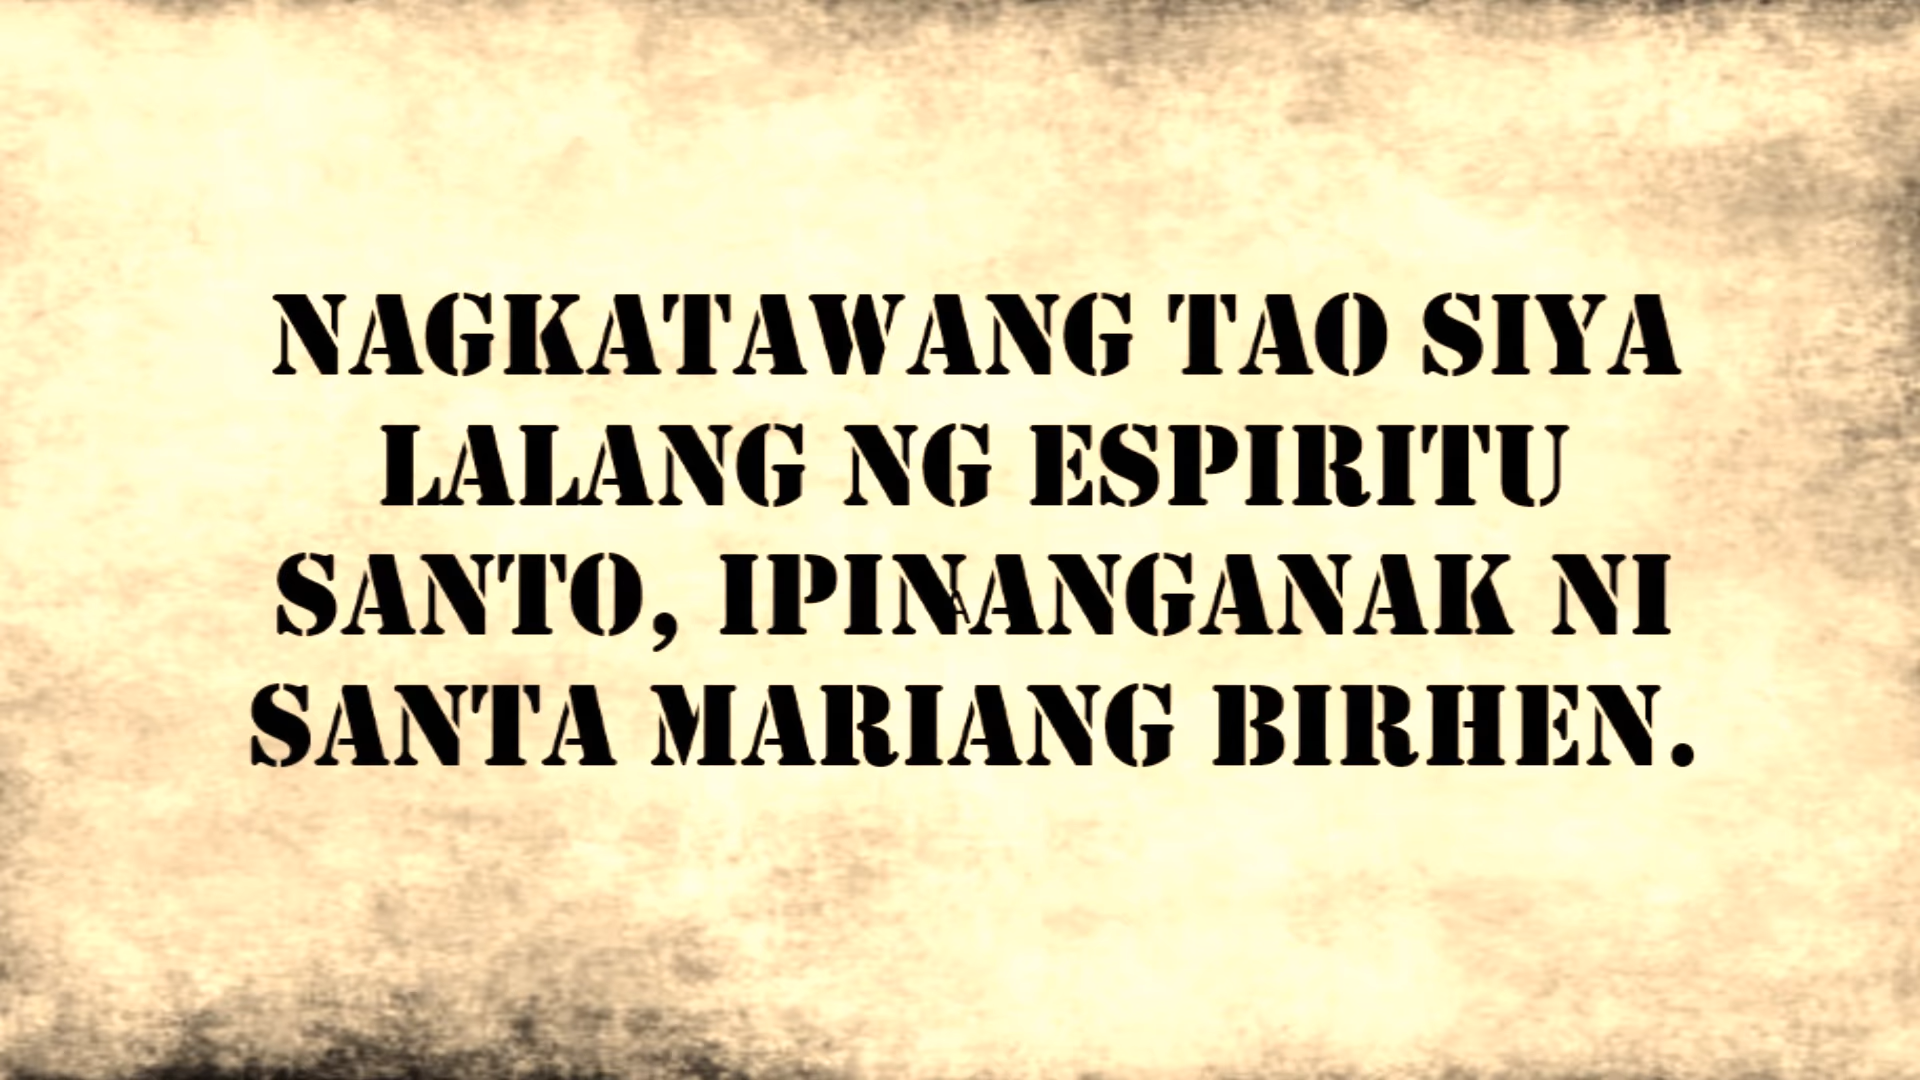 NAGKATAWANG TAO SIYA
LALANG NG ESPIRITU
SANTO, IPINANGANAK NI
SANTA MARIANG BIRHEN.